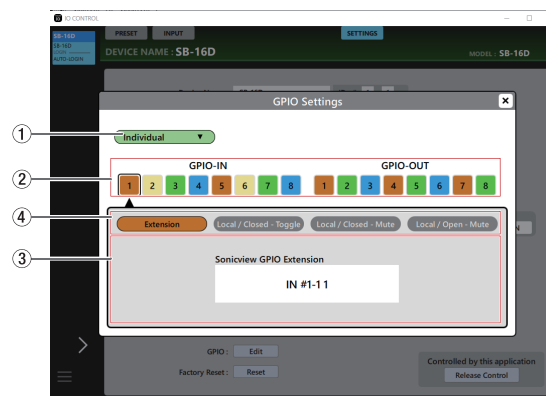 IO CONTROL
SB-16D
SB-16D
AUTO-LOGIN
PRESET INPUT SETTINGS
DEVICE NAME : SB-16D MODEL : SB-16D
GPIO Settings
1 Individual ▼
GPIO-IN GPIO-OUT
2 1 2 3 4 5 6 7 8 1 2 3 4 5 6 7 8
4 Extension Local / Closed - Toggle Local / Closed - Mute Local / Open - Mute
3 Sonicview GPIO Extension
IN #1-1 1
GPIO : Edit
Factory Reset : Reset
Controlled by this application
Release Control